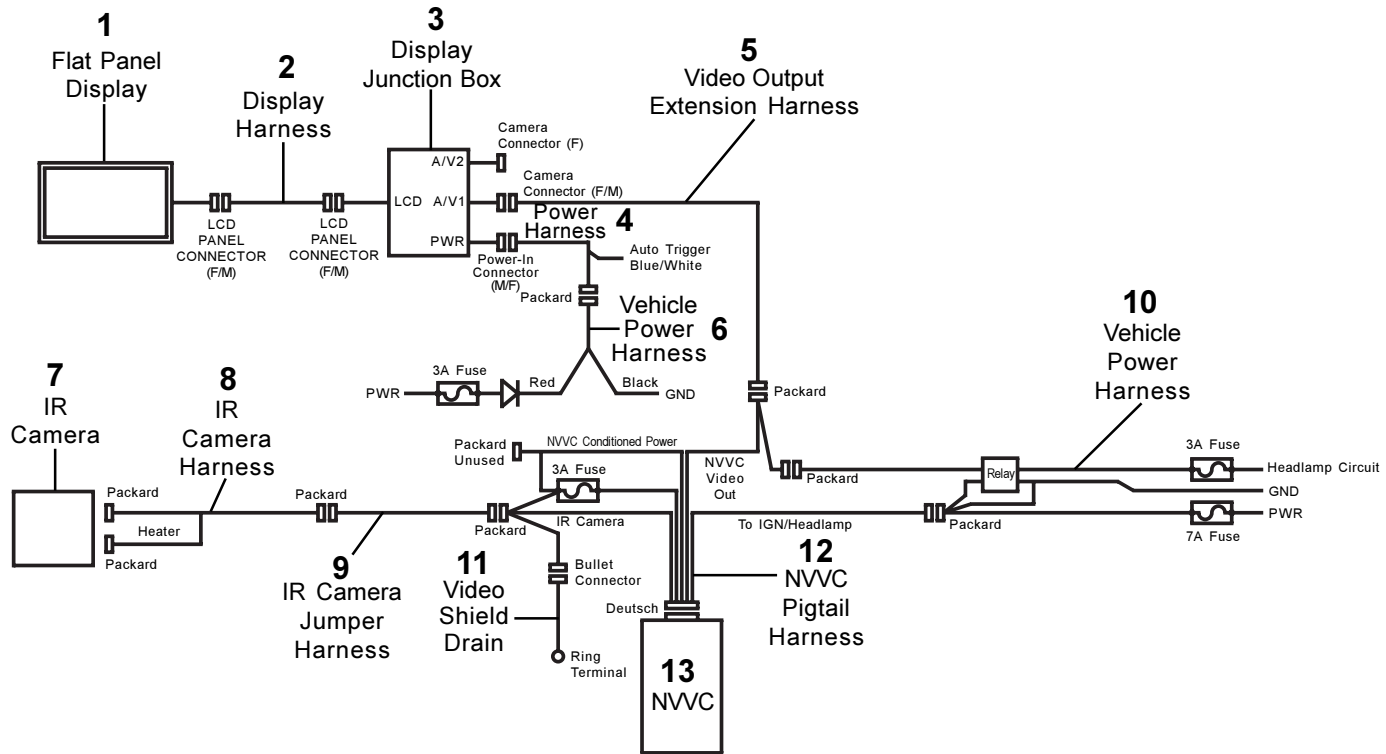 1
Flat Panel
Display
2
Display
Harness
3
Display
Junction Box
5
Video Output
Extension Harness
Camera
Connector (F)
A/V2
Camera
Connector (F/M)
LCD
A/V1
PWR
LCD
PANEL
CONNECTOR
(F/M)
LCD
PANEL
CONNECTOR
(F/M)
Power
Harness
4
Power-In
Connector
(M/F)
Auto Trigger
Blue/White
Packard
Vehicle
Power
Harness
6
3A Fuse
PWR
Red
Black
GND
10
Vehicle
Power
Harness
Packard
7
IR
Camera
8
IR
Camera
Harness
Packard
Unused
NVVC Conditioned Power
3A Fuse
NVVC
Video
Out
Packard
Relay
3A Fuse
Headlamp Circuit
GND
PWR
7A Fuse
Packard
Heater
Packard
Packard
Packard
IR Camera
To IGN/Headlamp
Packard
9
IR Camera
Jumper
Harness
11
Video
Shield
Drain
Bullet
Connector
Ring
Terminal
Deutsch
12
NVVC
Pigtail
Harness
13
NVVC